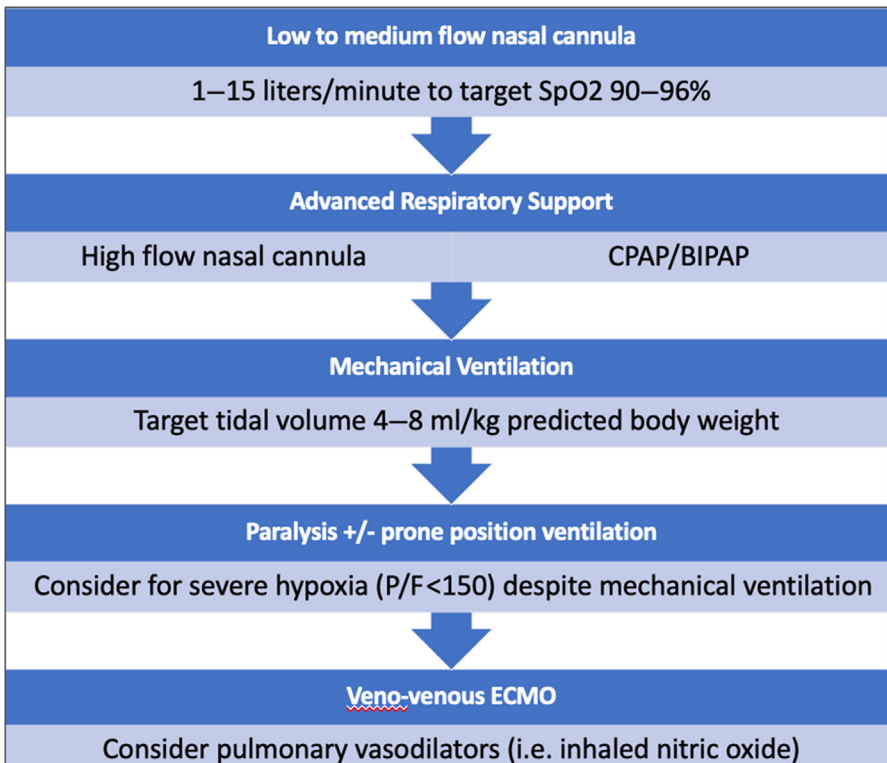 Low to medium flow nasal cannula
1–15 liters/minute to target SpO2 90–96%
Advanced Respiratory Support
High flow nasal cannula
CPAP/BIPAP
Mechanical Ventilation
Target tidal volume 4–8 ml/kg predicted body weight
Paralysis +/- prone position ventilation
Consider for severe hypoxia (P/F<150) despite mechanical ventilation
Veno-venous ECMO
Consider pulmonary vasodilators (i.e. inhaled nitric oxide)